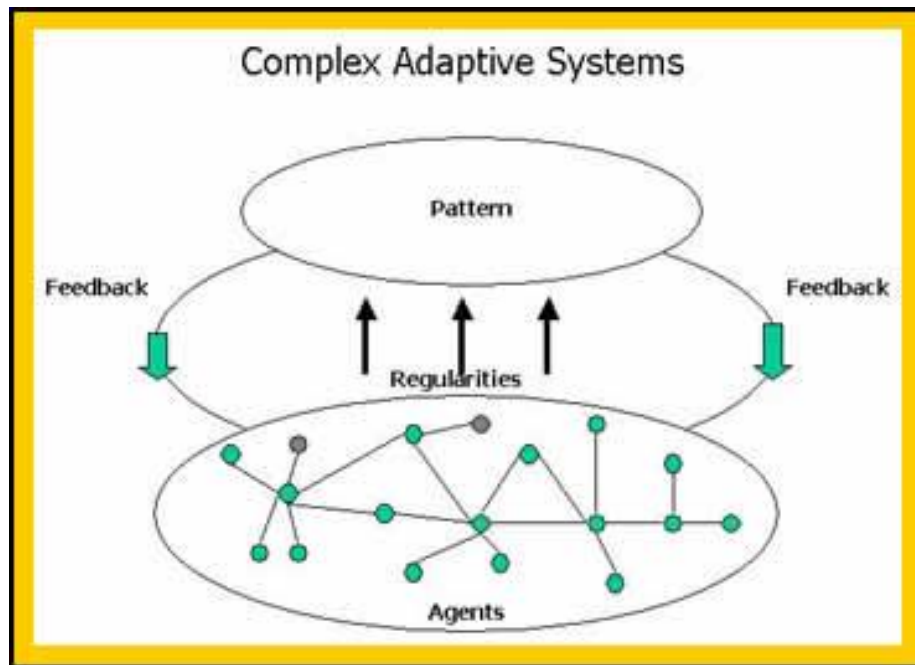 Complex Adaptive Systems
Pattern
Feedback
Feedback
Regularities
Agents